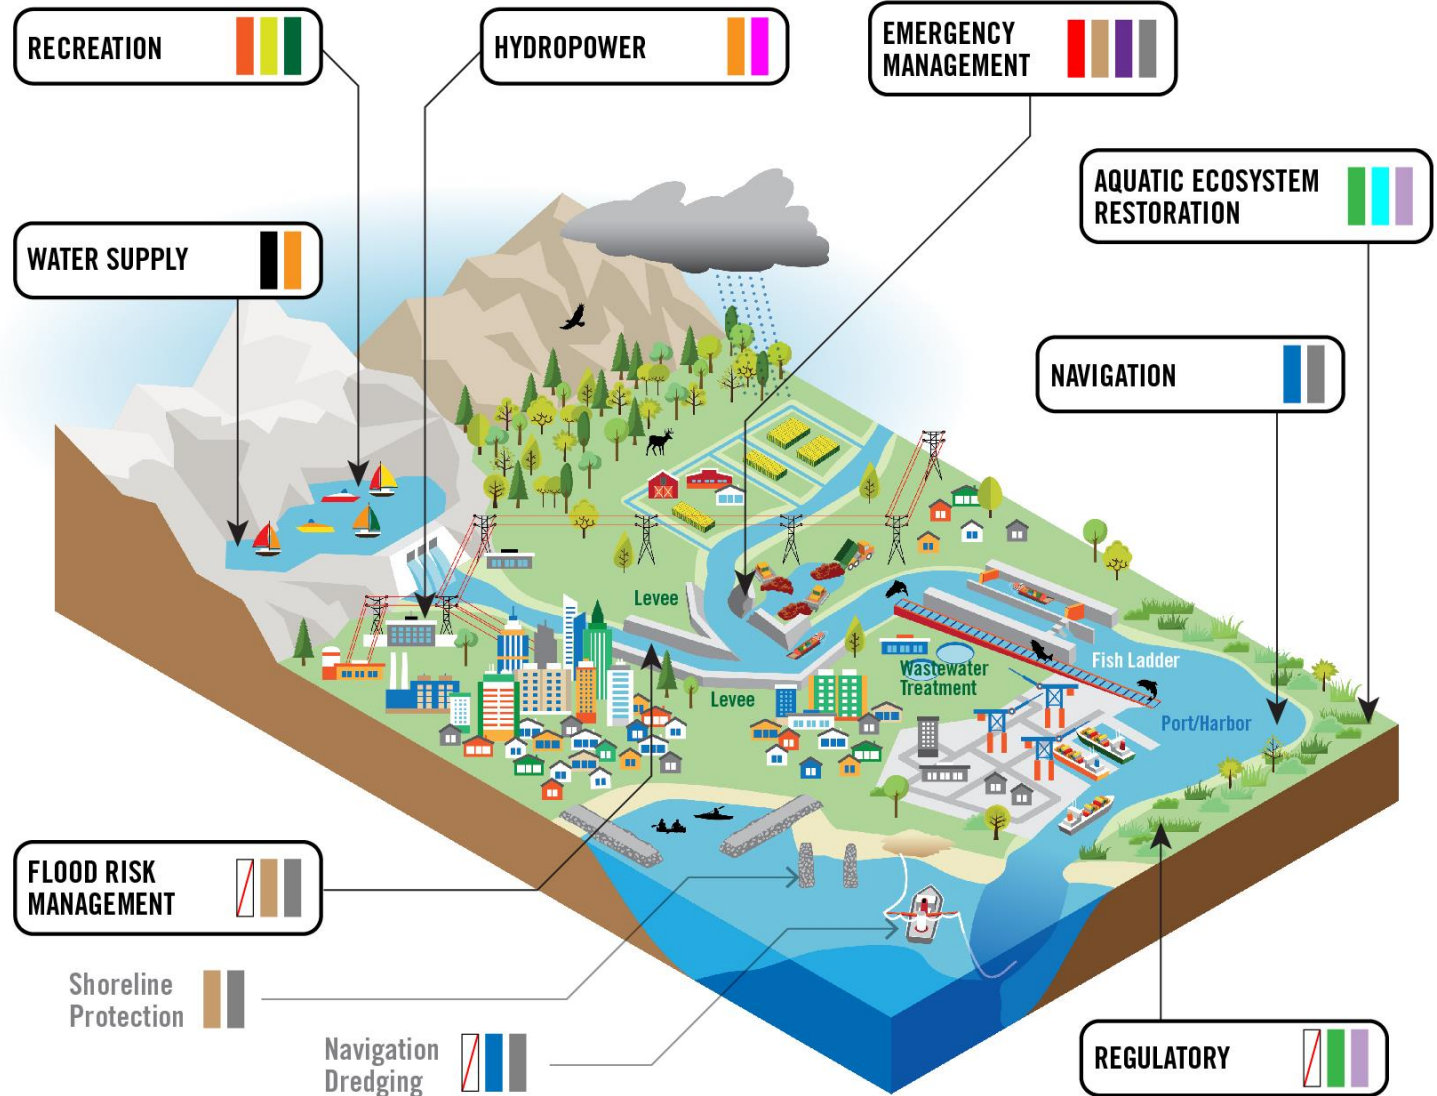 RECREATION
HYDROPOWER
EMERGENCY
MANAGEMENT
AQUATIC ECOSYSTEM
RESTORATION
WATER SUPPLY
NAVIGATION
Levee
Levee
Wastewater
Treatment
Fish Ladder
Port/Harbor
FLOOD RISK
MANAGEMENT
Shoreline
Protection
Navigation
Dredging
REGULATORY